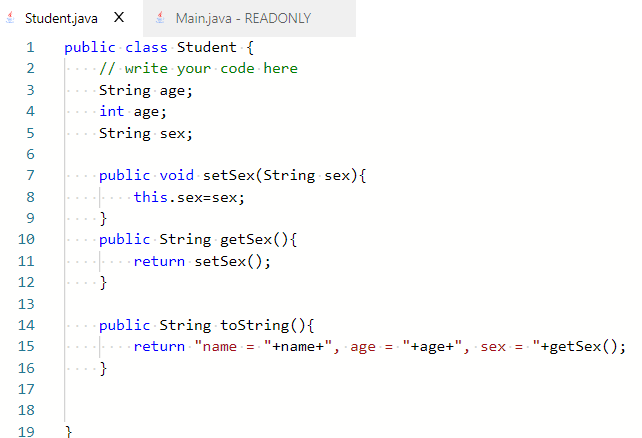 Student.java X Main.java - READONLY
1 public class Student {
2 // write your code here
3 String age;
4 int age;
5 String sex;
6
7 public void setSex(String sex){
8 this.sex=sex;
9 }
10 public String getSex(){
11 return setSex();
12 }
13
14 public String toString(){
15 return "name = "+name+", age = "+age+", sex = "+getSex();
16 }
17
18
19 }